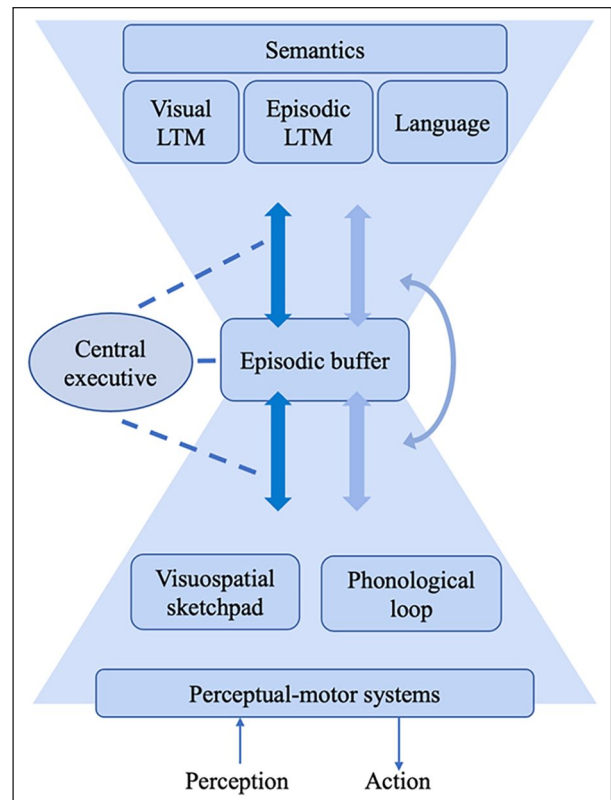 Semantics
Visual
LTM
Episodic
LTM
Language
Central
executive
Episodic buffer
Visuospatial
sketchpad
Phonological
loop
Perceptual-motor systems
Perception
Action